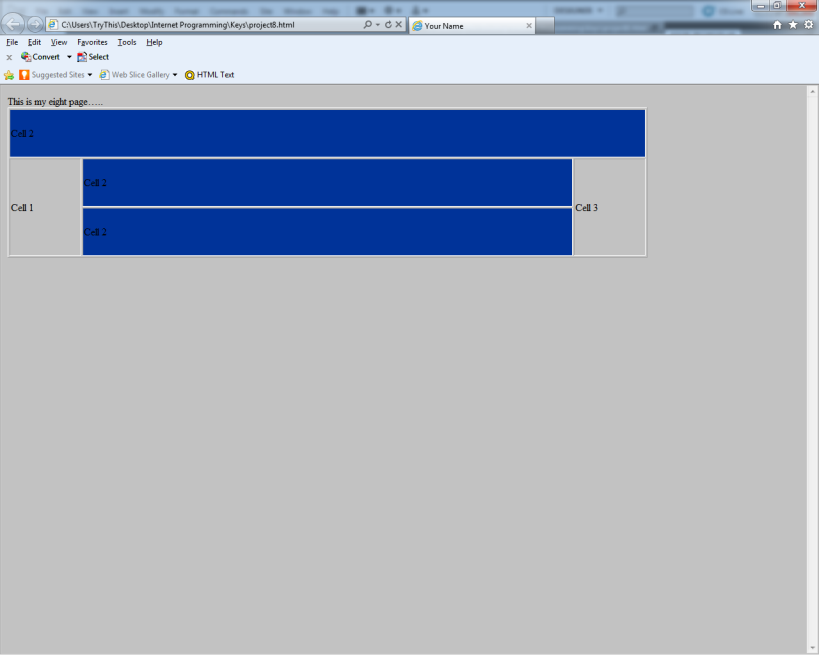 C:\Users\TryThis\Desktop\Internet Programming\Keys\project8.html
Your Name
File Edit View Favorites Tools Help
Convert Select
Suggested Sites Web Slice Gallery HTML Text
This is my eight page…..
Cell 2
Cell 1
Cell 2
Cell 2
Cell 3